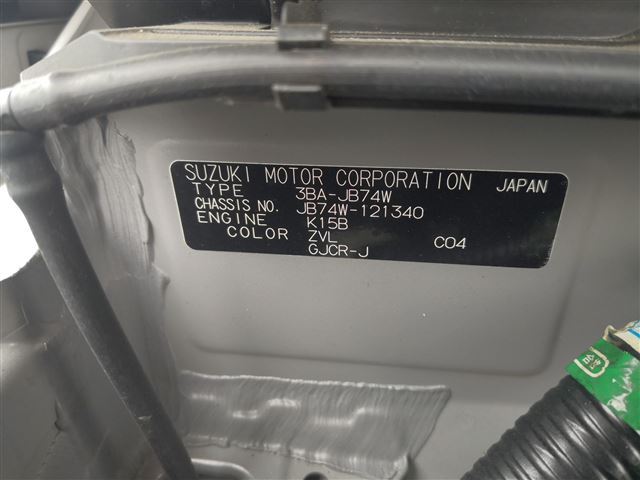 SUZUKI MOTOR CORPORATION JAPAN
TYPE 3BA-JB74W
CHASSIS NO. JB74W-121340
ENGINE K15B
COLOR ZVL C04
GJCR-J